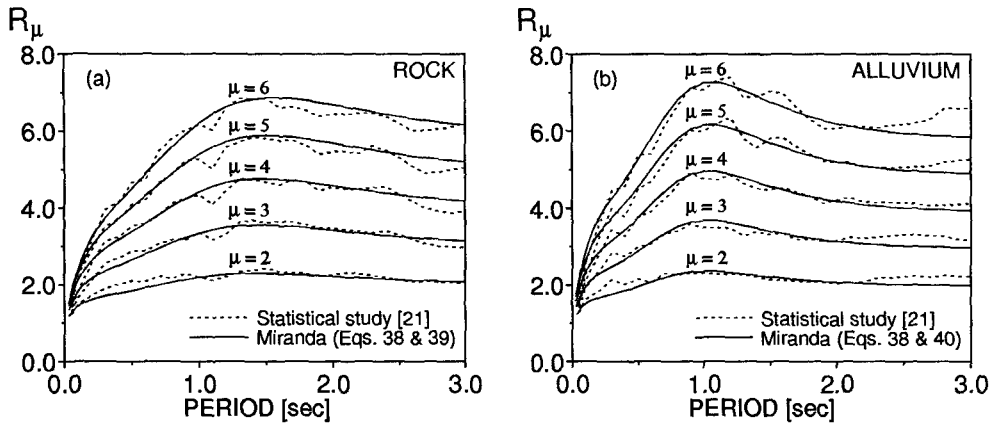 Rμ
8.0
6.0
4.0
2.0
0.0
(a)
ROCK
μ = 6
μ = 5
μ = 4
μ = 3
μ = 2
Statistical study [21]
Miranda (Eqs. 38 & 39)
0.0 1.0 2.0 3.0
PERIOD [sec]
Rμ
8.0
6.0
4.0
2.0
0.0
(b)
ALLUVIUM
μ = 6
μ = 5
μ = 4
μ = 3
μ = 2
Statistical study [21]
Miranda (Eqs. 38 & 40)
0.0 1.0 2.0 3.0
PERIOD [sec]